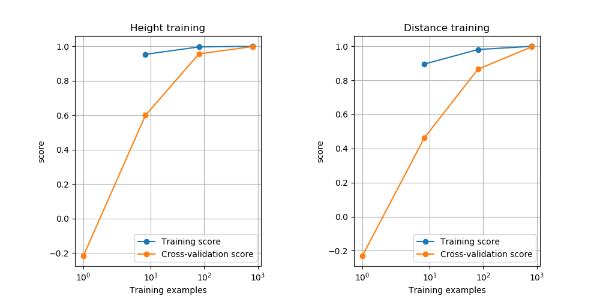 Height training
Distance training
score
1.0
0.8
0.6
0.4
0.2
0.0
−0.2
10⁰
10¹
10²
10³
Training examples
Training score
Cross-validation score
score
1.0
0.8
0.6
0.4
0.2
0.0
−0.2
10⁰
10¹
10²
10³
Training examples
Training score
Cross-validation score